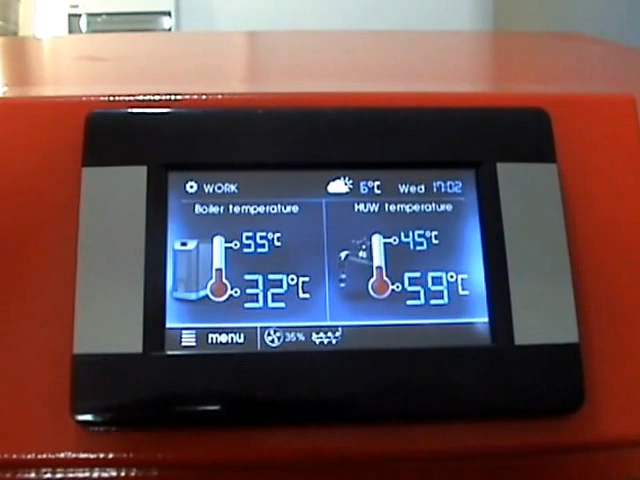 WORK 6°C Wed 17:02
Boiler temperature HUW temperature
55°C 45°C
32°C 59°C
menu 35%